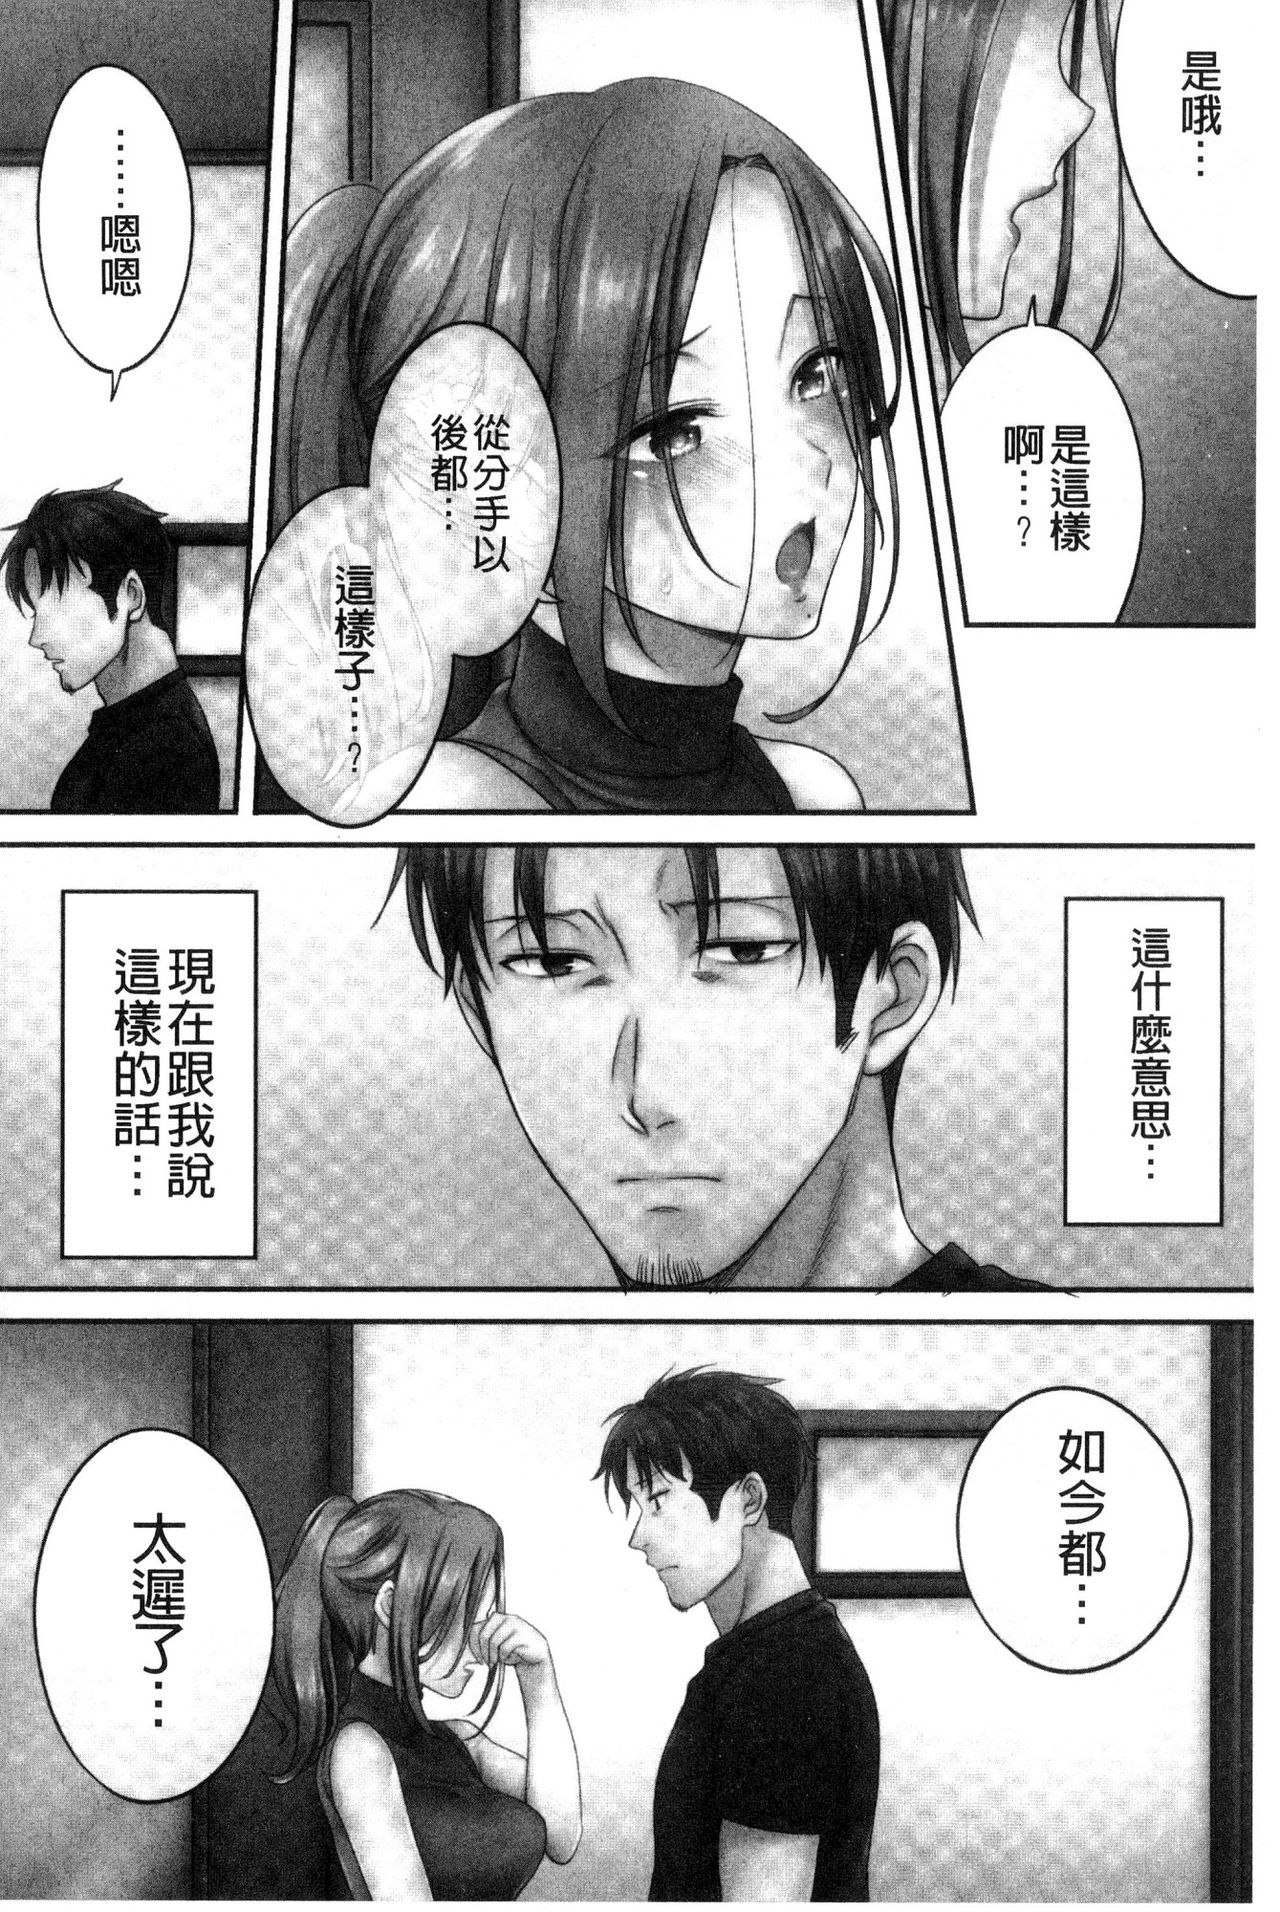 是哦…
是這樣
啊…?
從分手以
後都…
這樣子…?
……嗯嗯
這什麼意思…
現在跟我說
這樣的話…
如今都…
太遲了…